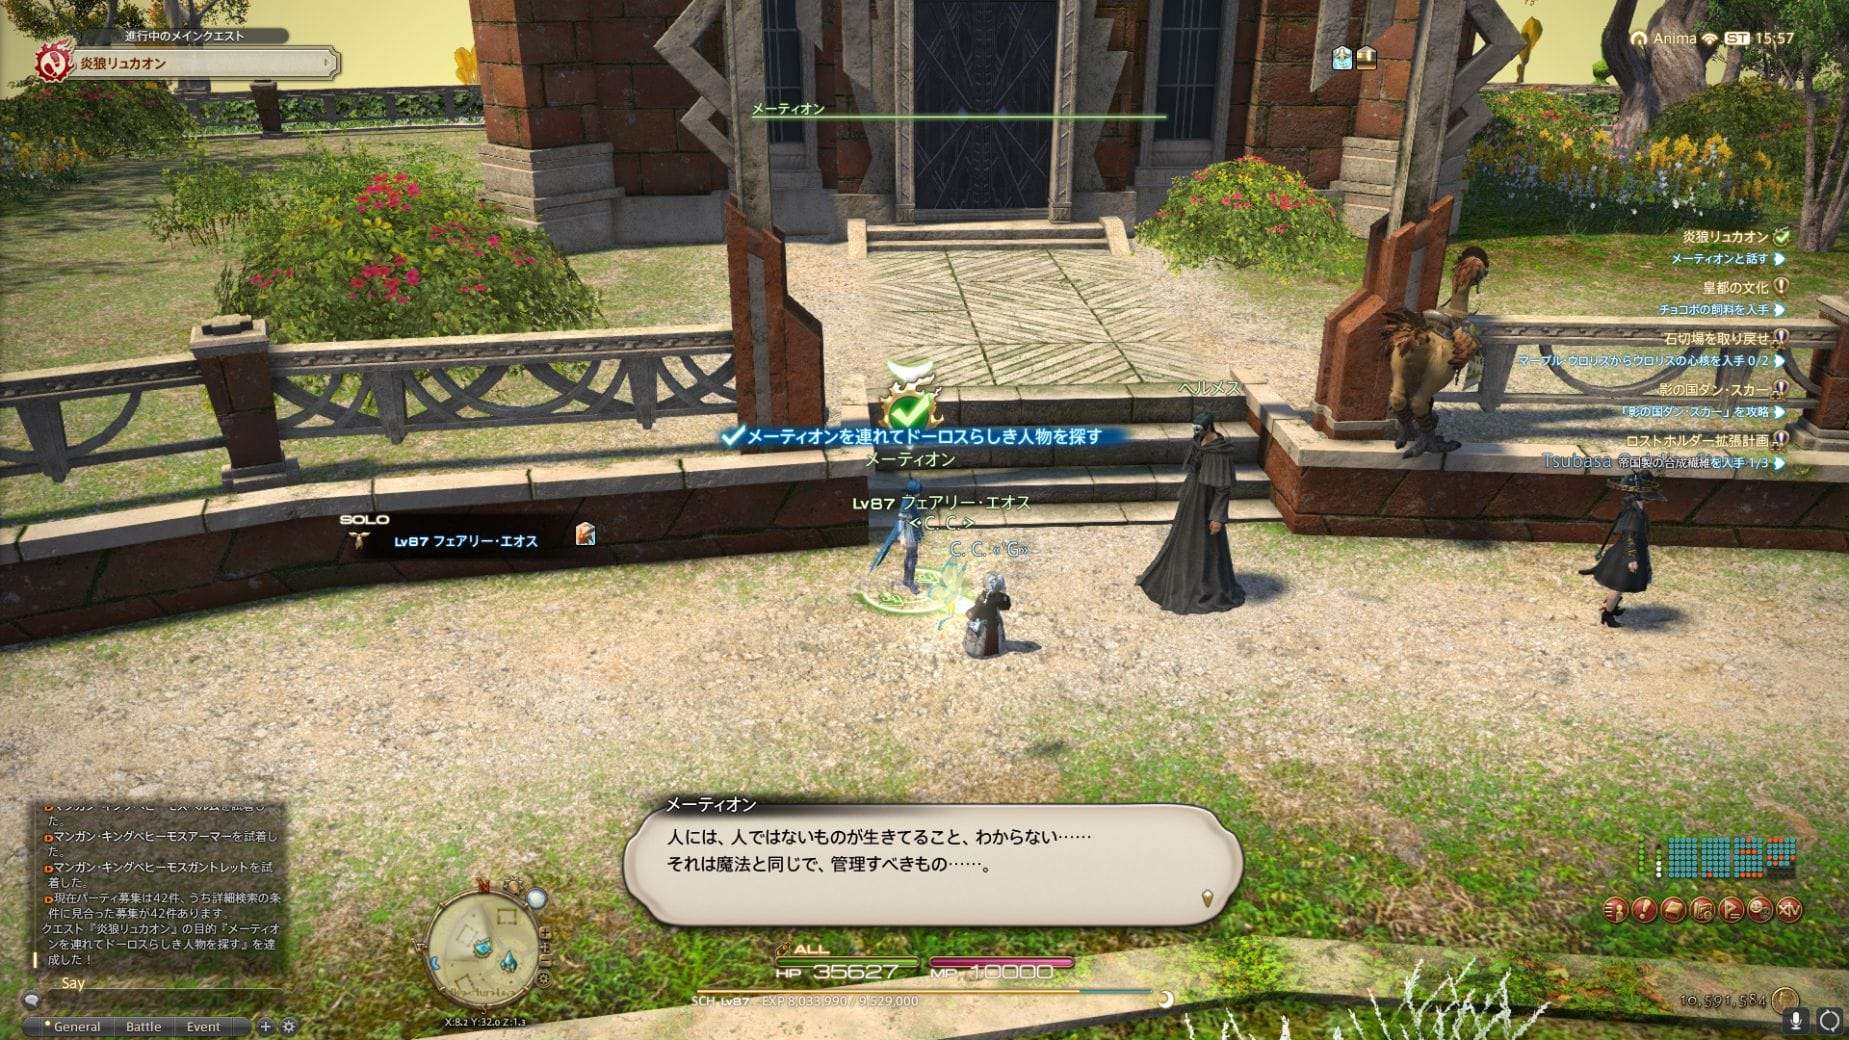 進行中のメインクエスト
炎狼リュカオン
Anima ST 15:57
メーティオン
炎狼リュカオン
メーティオンと話す
皇都の文化
チョコボの飼料を入手
石切場を取り戻せ
マーブル・ウロリスからウロリスの心核を入手 0/2
影の国ダン・スカー
「影の国ダン・スカー」を攻略
ロストホルダー拡張計画
帝国製の合成繊維を入手 1/3
Tsubasa
ヘルメス
メーティオンを連れてドーロスらしき人物を探す
メーティオン
Lv87 フェアリー・エオス
<C. C.>
C. C. «'G»
SOLO
Lv87 フェアリー・エオス
メーティオン
人には、人ではないものが生きてること、わからない……
それは魔法と同じで、管理すべきもの……。
た。
マンガン・キングベヒーモスアーマーを試着し
た。
マンガン・キングベヒーモスガントレットを試
着した。
現在パーティ募集は42件、うち詳細検索の条
件に見合った募集が42件あります。
クエスト『炎狼リュカオン』の目的『メーティオ
ンを連れてドーロスらしき人物を探す』を達
成した！
Say
General Battle Event
N
X:8.2 Y:32.0 Z:1.3
ALL
HP 35627 MP 10000
SCH Lv87 EXP 8,033,990 / 9,529,000
XIV
10,591,584